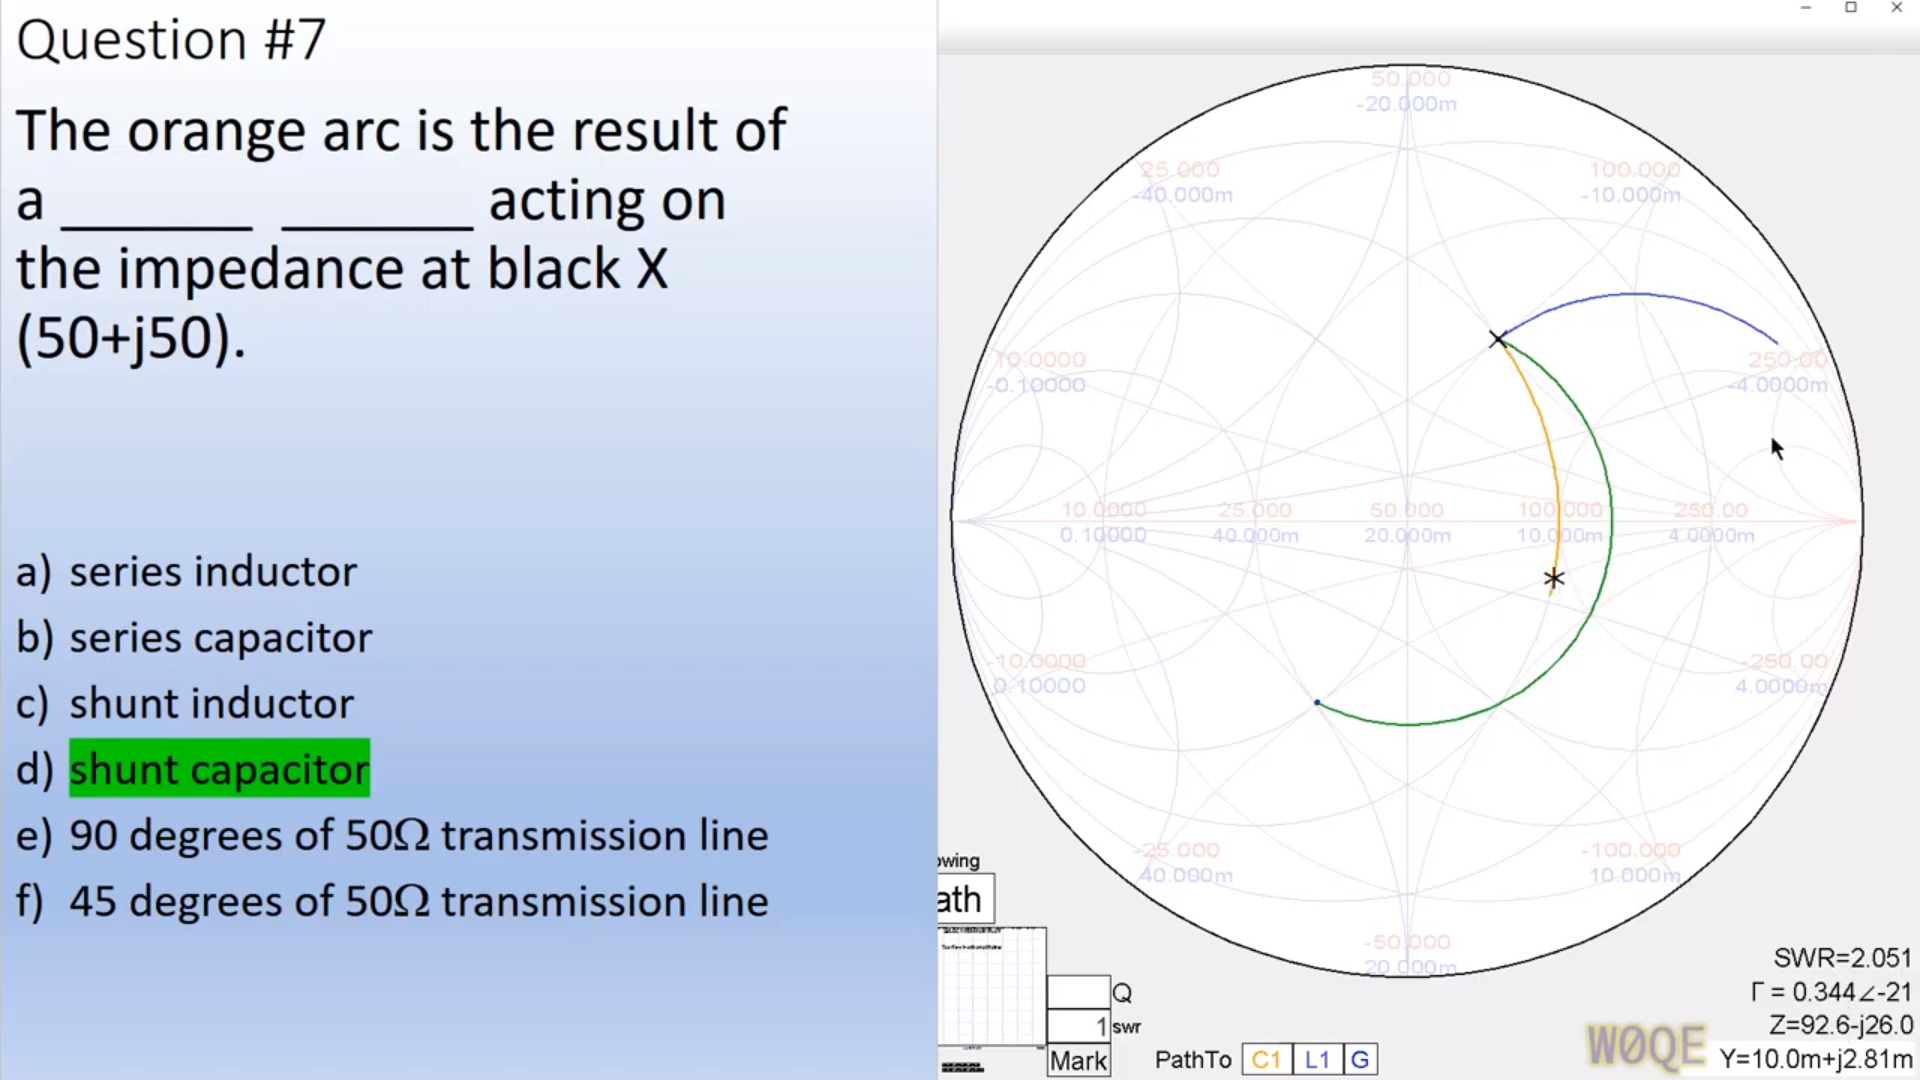 Question #7
The orange arc is the result of
a _______ _______ acting on
the impedance at black X
(50+j50).
a) series inductor
b) series capacitor
c) shunt inductor
d) shunt capacitor
e) 90 degrees of 50Ω transmission line
f) 45 degrees of 50Ω transmission line
50.000
-20.000m
25.000
-40.000m
100.000
-10.000m
10.0000
-0.10000
250.00
-4.0000m
10.0000 25.000 50.000 100.000 250.00
0.10000 40.000m 20.000m 10.000m 4.0000m
-10.0000
0.10000
-250.00
4.0000m
-25.000
40.000m
-100.000
10.000m
-50.000
20.000m
owing
ath
Q
1 swr
Mark
PathTo C1 L1 G
SWR=2.051
Γ = 0.344∠-21
Z=92.6-j26.0
Y=10.0m+j2.81m
W0QE